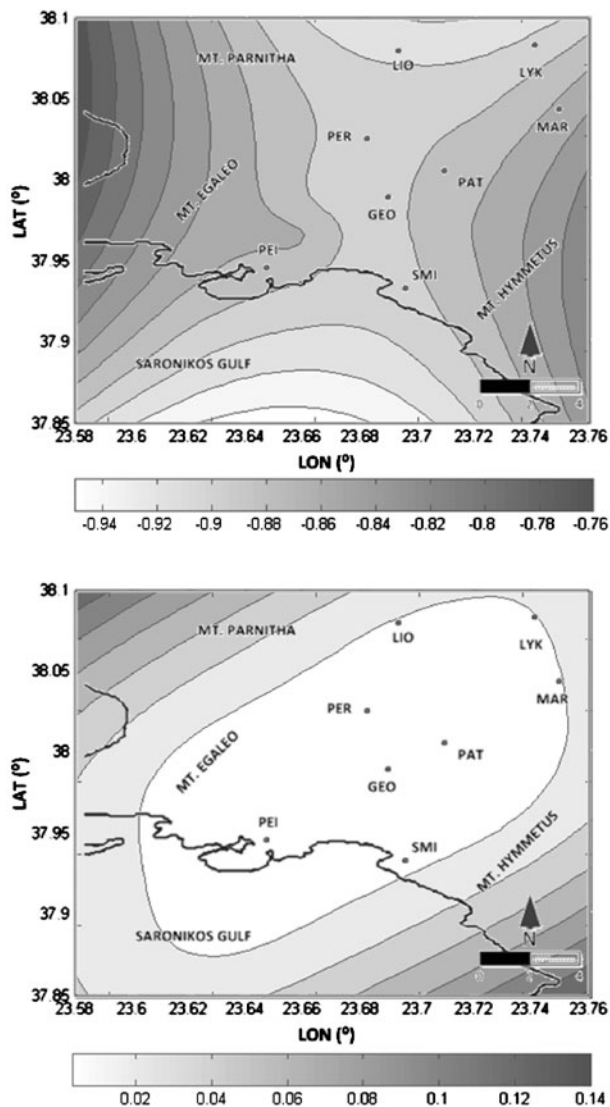 38.1
MT. PARNITHA
LIO
LYK
38.05
MAR
PER
PAT
38
LAT (º)
MT. EGALEO
GEO
37.95
PEI
SMI
MT. HYMMETUS
37.9
SARONIKOS GULF
N
0 4
37.85
23.58 23.6 23.62 23.64 23.66 23.68 23.7 23.72 23.74 23.76
LON (º)
-0.94 -0.92 -0.9 -0.88 -0.86 -0.84 -0.82 -0.8 -0.78 -0.76
38.1
MT. PARNITHA
LIO
LYK
38.05
MAR
PER
PAT
38
LAT (º)
MT. EGALEO
GEO
37.95
PEI
SMI
MT. HYMMETUS
37.9
SARONIKOS GULF
N
0 4
37.85
23.58 23.6 23.62 23.64 23.66 23.68 23.7 23.72 23.74 23.76
LON (º)
0.02 0.04 0.06 0.08 0.1 0.12 0.14